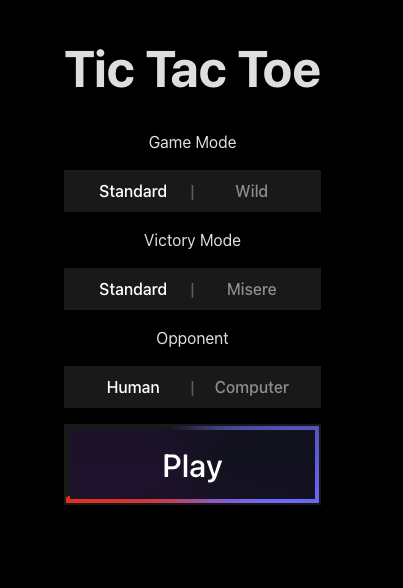 Tic Tac Toe
Game Mode
Standard | Wild
Victory Mode
Standard | Misere
Opponent
Human | Computer
Play